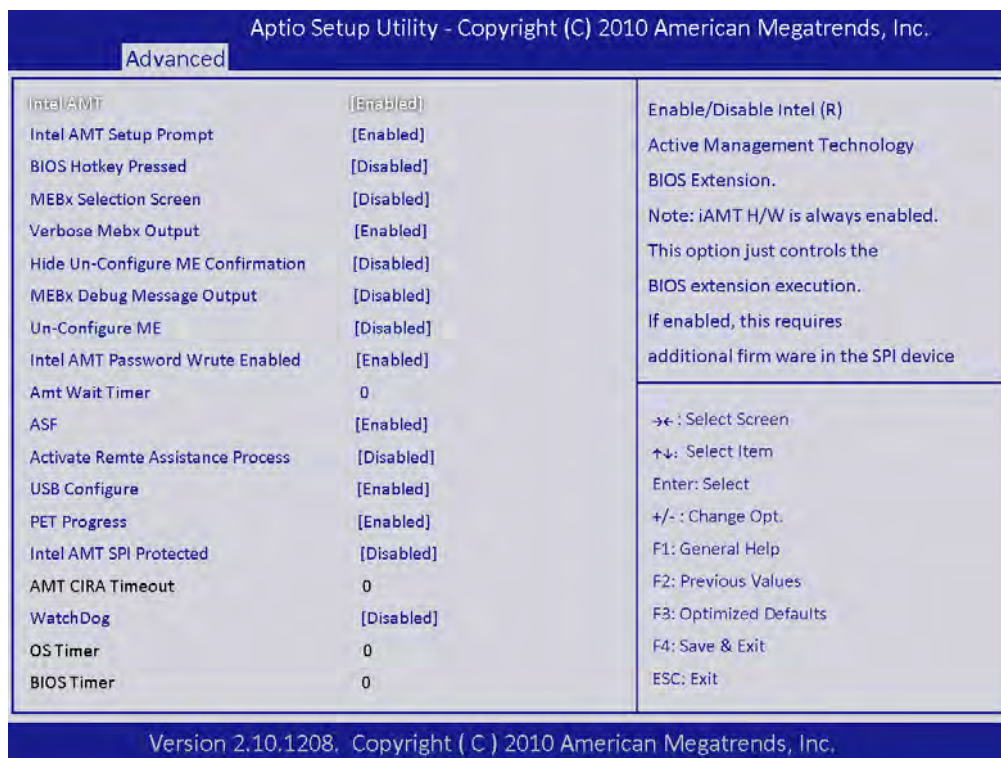 Aptio Setup Utility - Copyright (C) 2010 American Megatrends, Inc.
Advanced
Intel AMT [Enabled]
Intel AMT Setup Prompt [Enabled]
BIOS Hotkey Pressed [Disabled]
MEBx Selection Screen [Disabled]
Verbose Mebx Output [Enabled]
Hide Un-Configure ME Confirmation [Disabled]
MEBx Debug Message Output [Disabled]
Un-Configure ME [Disabled]
Intel AMT Password Wrute Enabled [Enabled]
Amt Wait Timer 0
ASF [Enabled]
Activate Remte Assistance Process [Disabled]
USB Configure [Enabled]
PET Progress [Enabled]
Intel AMT SPI Protected [Disabled]
AMT CIRA Timeout 0
WatchDog [Disabled]
OS Timer 0
BIOS Timer 0
Enable/Disable Intel (R)
Active Management Technology
BIOS Extension.
Note: iAMT H/W is always enabled.
This option just controls the
BIOS extension execution.
If enabled, this requires
additional firm ware in the SPI device
→←: Select Screen
↑↓: Select Item
Enter: Select
+/- : Change Opt.
F1: General Help
F2: Previous Values
F3: Optimized Defaults
F4: Save & Exit
ESC: Exit
Version 2.10.1208. Copyright ( C ) 2010 American Megatrends, Inc.